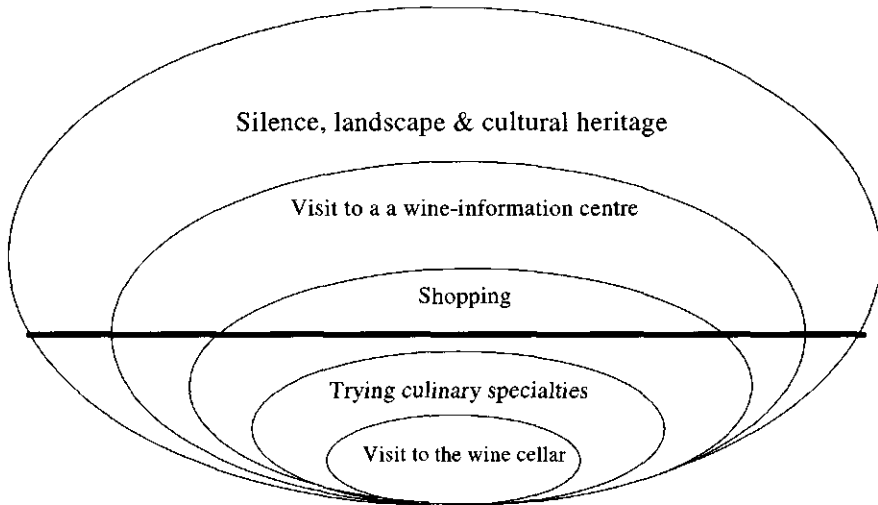 Silence, landscape & cultural heritage
Visit to a a wine-information centre
Shopping
Trying culinary specialties
Visit to the wine cellar